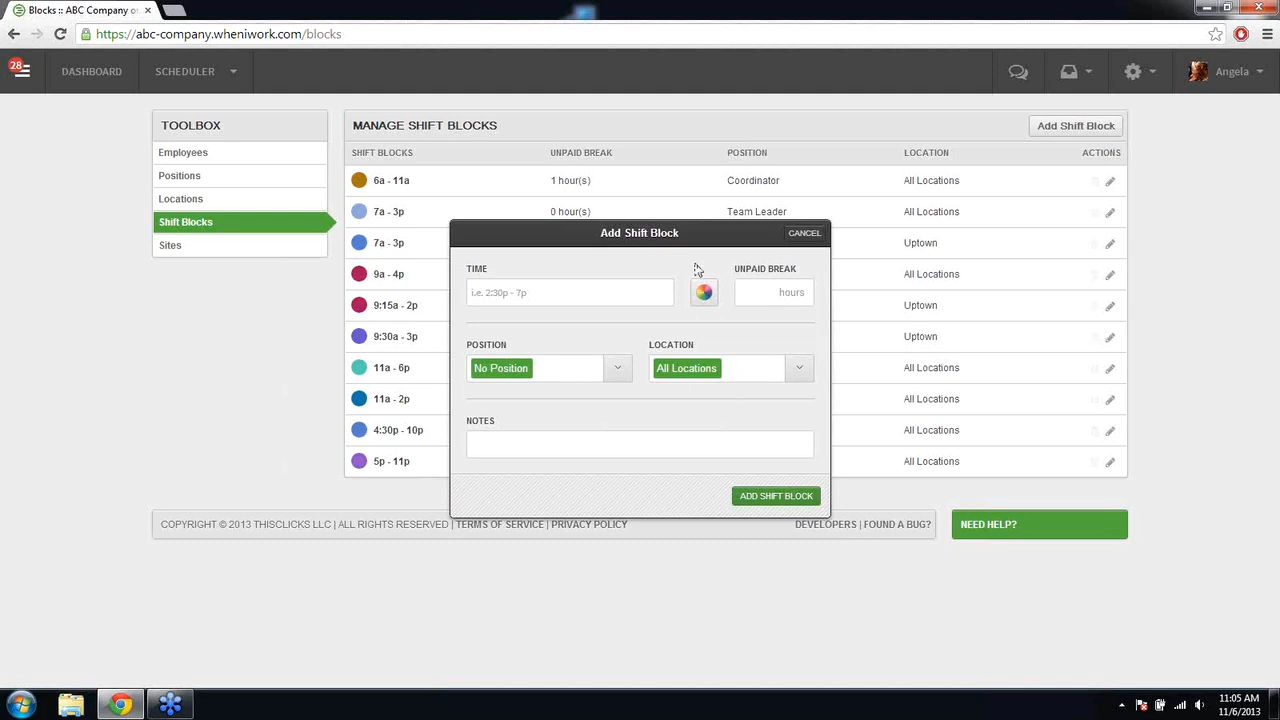 Blocks :: ABC Company o
https://abc-company.wheniwork.com/blocks
28
DASHBOARD
SCHEDULER
Angela
TOOLBOX
Employees
Positions
Locations
Shift Blocks
Sites
MANAGE SHIFT BLOCKS
Add Shift Block
SHIFT BLOCKS UNPAID BREAK POSITION LOCATION ACTIONS
6a - 11a 1 hour(s) Coordinator All Locations
7a - 3p 0 hour(s) Team Leader All Locations
7a - 3p Uptown
9a - 4p All Locations
9:15a - 2p Uptown
9:30a - 3p Uptown
11a - 6p All Locations
11a - 2p All Locations
4:30p - 10p All Locations
5p - 11p All Locations
Add Shift Block
CANCEL
TIME UNPAID BREAK
i.e. 2:30p - 7p hours
POSITION LOCATION
No Position All Locations
NOTES
ADD SHIFT BLOCK
COPYRIGHT © 2013 THISCLICKS LLC | ALL RIGHTS RESERVED | TERMS OF SERVICE | PRIVACY POLICY
DEVELOPERS | FOUND A BUG?
NEED HELP?
11:05 AM
11/6/2013